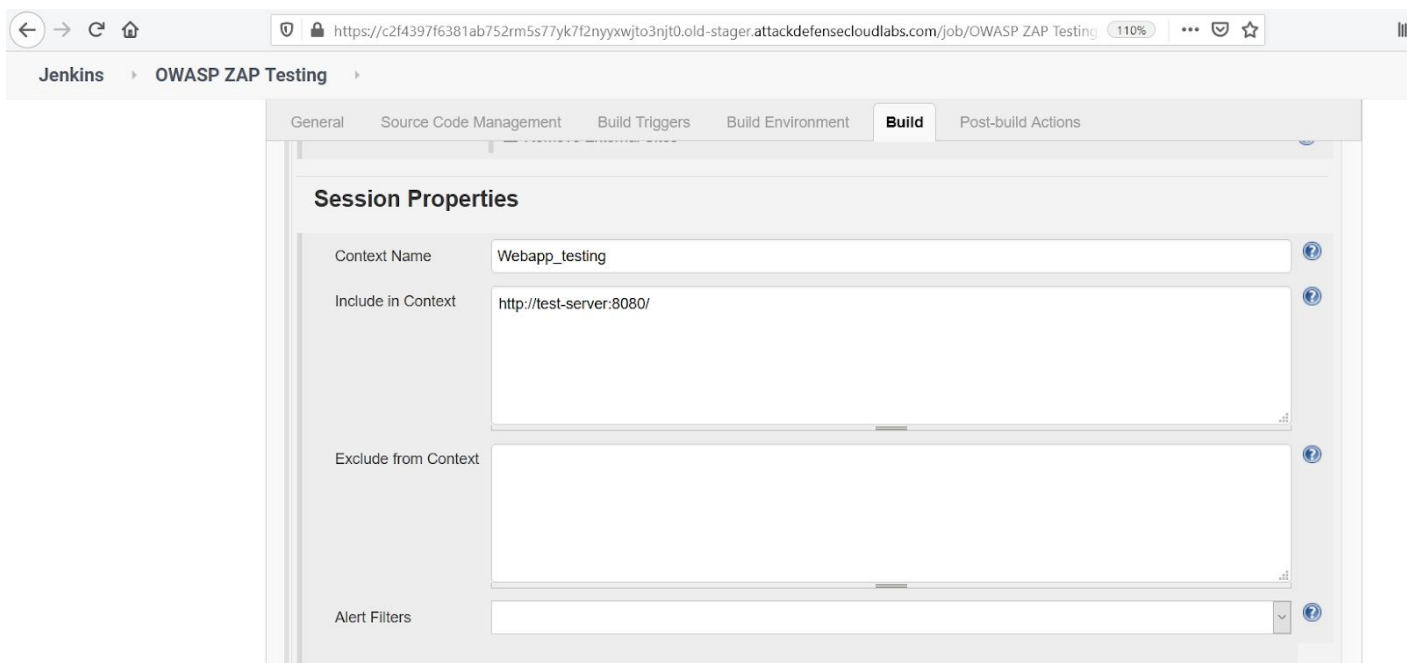 https://c2f4397f6381ab752rm5s77yk7f2nyyxwjto3njt0.old-stager.attackdefensecloudlabs.com/job/OWASP ZAP Testing 110%
Jenkins OWASP ZAP Testing
General Source Code Management Build Triggers Build Environment Build Post-build Actions
Session Properties
Context Name Webapp_testing
Include in Context http://test-server:8080/
Exclude from Context
Alert Filters